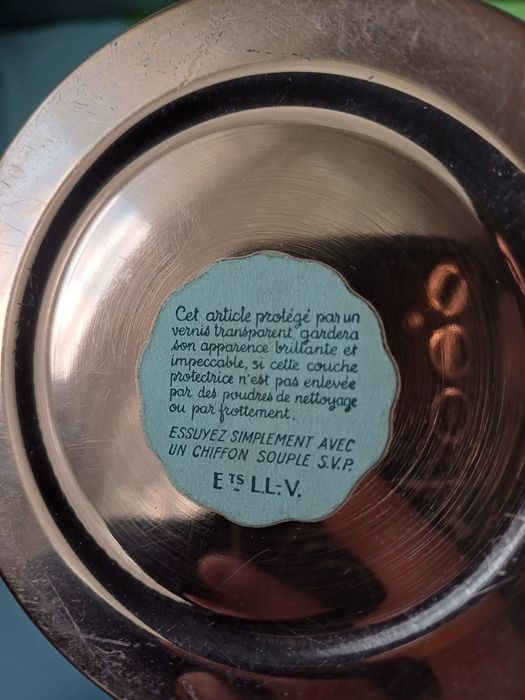 Cet article protégé par un
vernis transparent, gardera
son apparence brillante et
impeccable, si cette couche
protectrice n'est pas enlevée
par des poudres de nettoyage
ou par frottement.
ESSUYEZ SIMPLEMENT AVEC
UN CHIFFON SOUPLE S.V.P.
ETS L.L.-V.